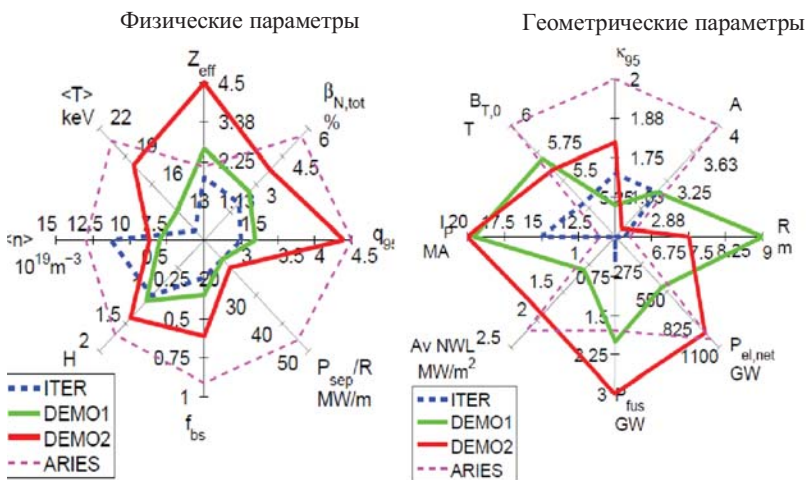 Физические параметры
Z_eff
4.5
3.38
2.25
1.13
β_N,tot
%
6
4.5
3
1.5
q_95
4.5
4
3.5
3
P_sep/R
MW/m
50
40
30
20
f_bs
1
0.75
0.5
H
2
1.5
0.5
<n>
10^19 m^-3
15
12.5
10
7.5
<T>
keV
22
19
16
13
ITER
DEMO1
DEMO2
ARIES
Геометрические параметры
κ_95
2
1.88
1.75
A
4
3.63
3.25
2.88
R
m
9
8.25
7.5
6.75
P_el,net
GW
1100
825
550
275
P_fus
GW
3
2.25
1.5
0.75
Av NWL
MW/m^2
2.5
2
1.5
1
I_P
MA
20
17.5
15
12.5
B_T,0
T
6
5.75
5.5
ITER
DEMO1
DEMO2
ARIES